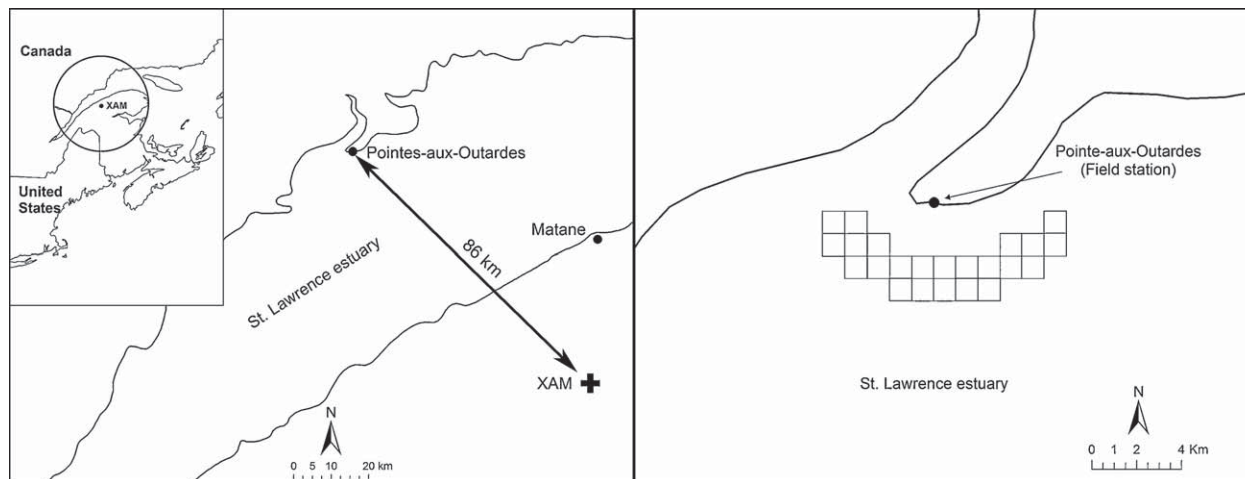 Canada
XAM
United
States
Pointes-aux-Outardes
Matane
86 km
St. Lawrence estuary
XAM
N
0 5 10 20 km
Pointe-aux-Outardes
(Field station)
St. Lawrence estuary
N
0 1 2 4 Km